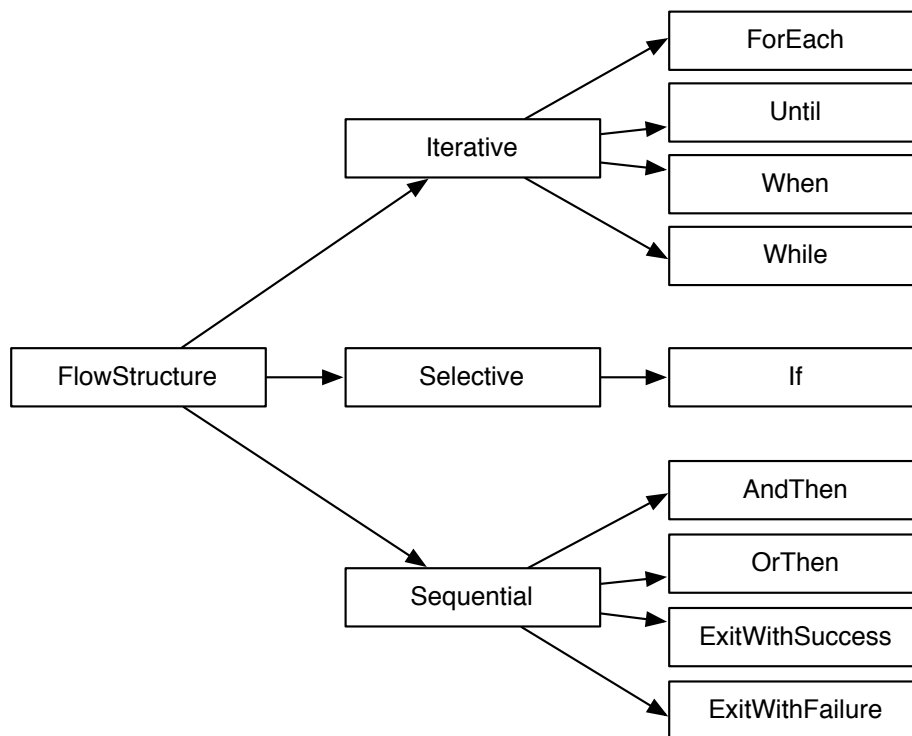 ForEach
Until
Iterative
When
While
FlowStructure
Selective
If
AndThen
OrThen
Sequential
ExitWithSuccess
ExitWithFailure